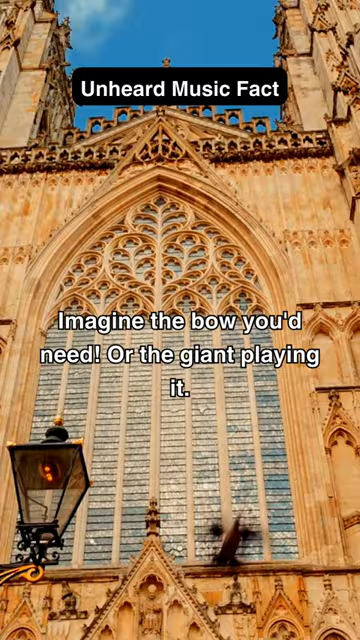 Unheard Music Fact
Imagine the bow you'd
need! Or the giant playing
it.